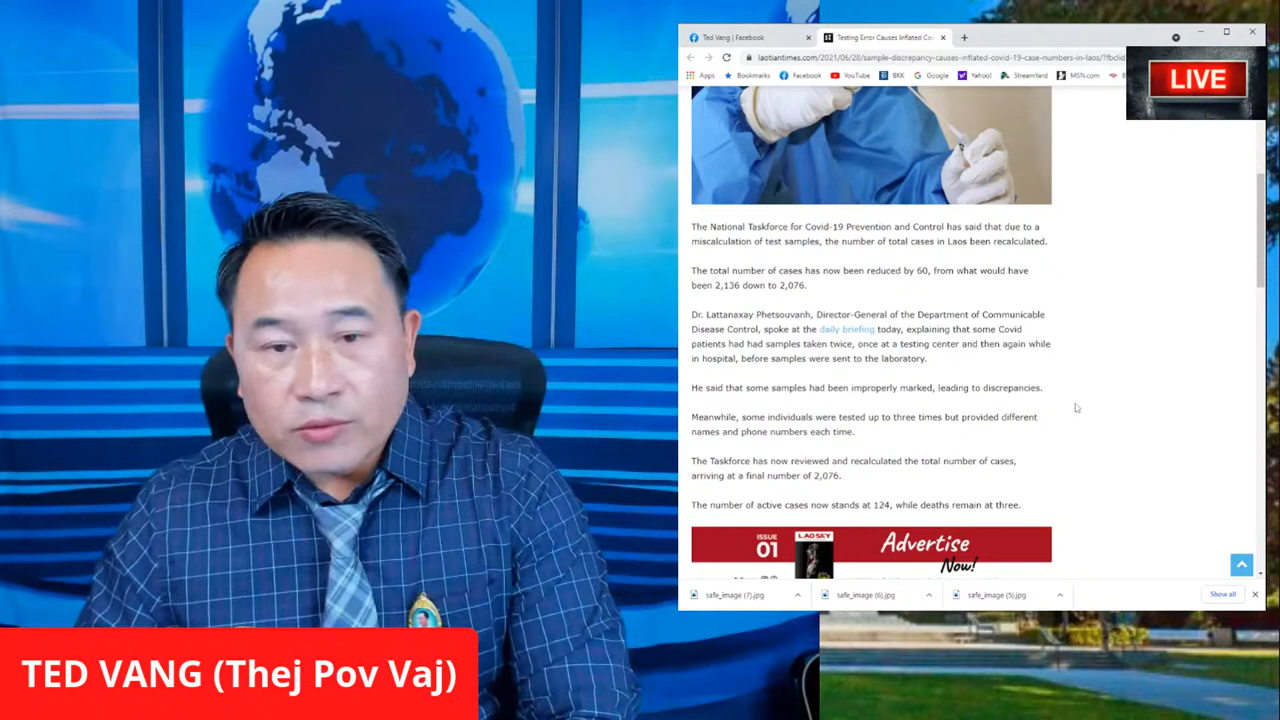 Ted Vang | Facebook
Testing Error Causes Inflated Co
laotiantimes.com/2021/06/28/sample-discrepancy-causes-inflated-covid-19-case-numbers-in-laos/?fbclid
Apps
Bookmarks
Facebook
YouTube
BKK
Google
Yahoo!
StreamYard
MSN.com
LIVE
The National Taskforce for Covid-19 Prevention and Control has said that due to a
miscalculation of test samples, the number of total cases in Laos been recalculated.
The total number of cases has now been reduced by 60, from what would have
been 2,136 down to 2,076.
Dr. Lattanaxay Phetsouvanh, Director-General of the Department of Communicable
Disease Control, spoke at the daily briefing today, explaining that some Covid
patients had had samples taken twice, once at a testing center and then again while
in hospital, before samples were sent to the laboratory.
He said that some samples had been improperly marked, leading to discrepancies.
Meanwhile, some individuals were tested up to three times but provided different
names and phone numbers each time.
The Taskforce has now reviewed and recalculated the total number of cases,
arriving at a final number of 2,076.
The number of active cases now stands at 124, while deaths remain at three.
ISSUE
01
LAO SKY
Advertise
Now!
safe_image (7).jpg
safe_image (6).jpg
safe_image (5).jpg
Show all
TED VANG (Thej Pov Vaj)